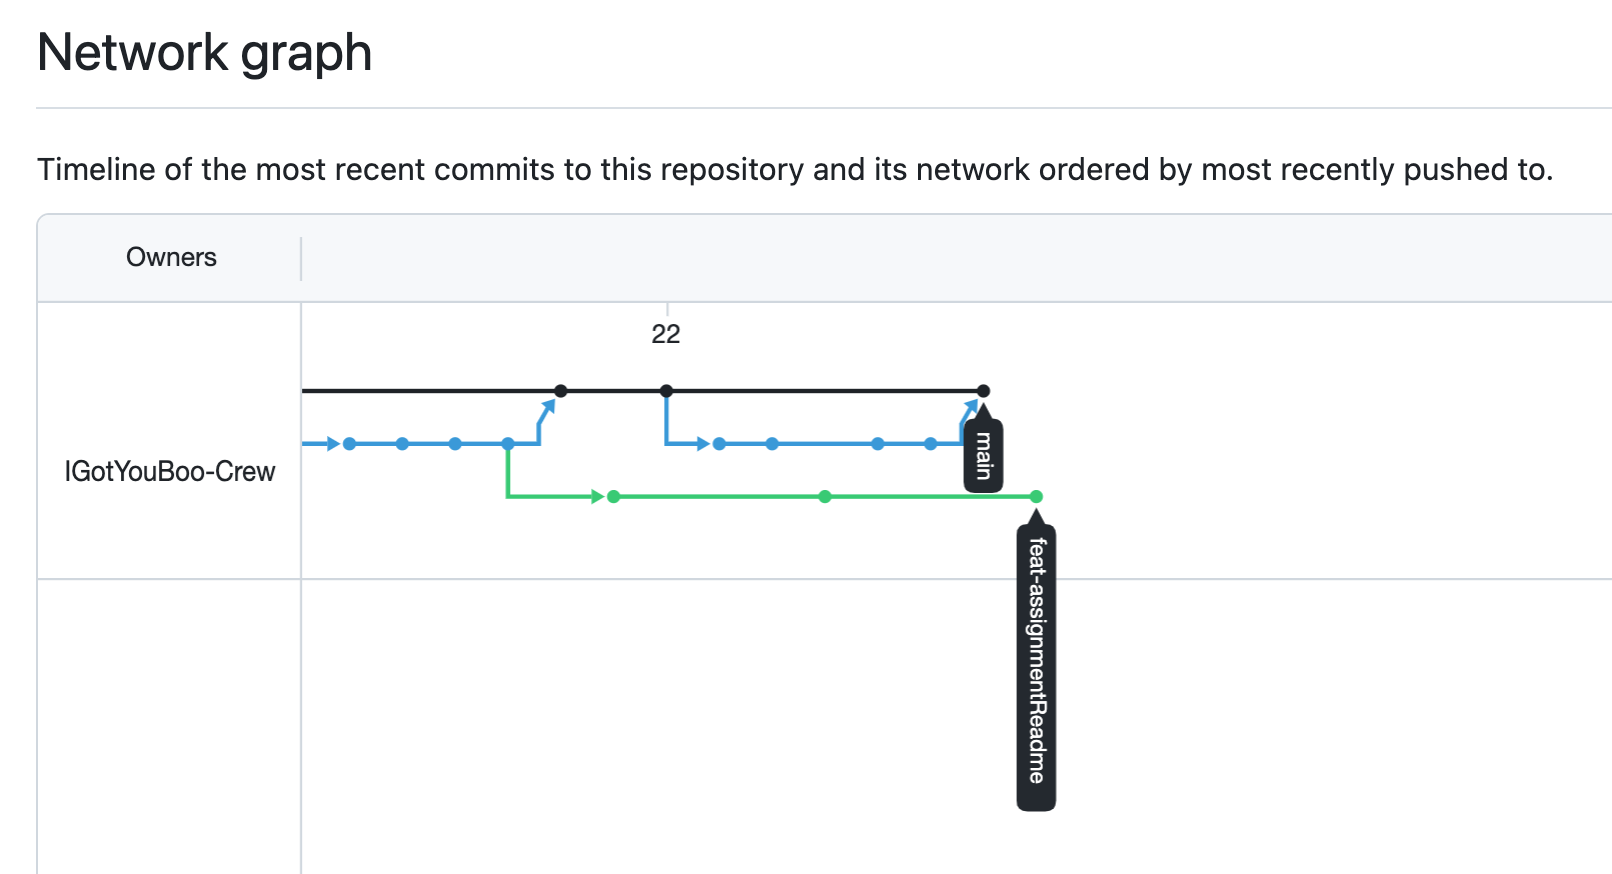 Network graph
Timeline of the most recent commits to this repository and its network ordered by most recently pushed to.
Owners
22
IGotYouBoo-Crew
main
feat-assignmentReadme